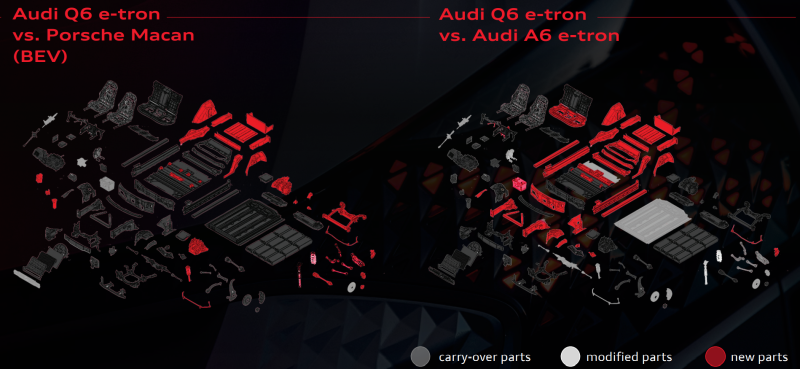 Audi Q6 e-tron
vs. Porsche Macan
(BEV)
Audi Q6 e-tron
vs. Audi A6 e-tron
carry-over parts
modified parts
new parts